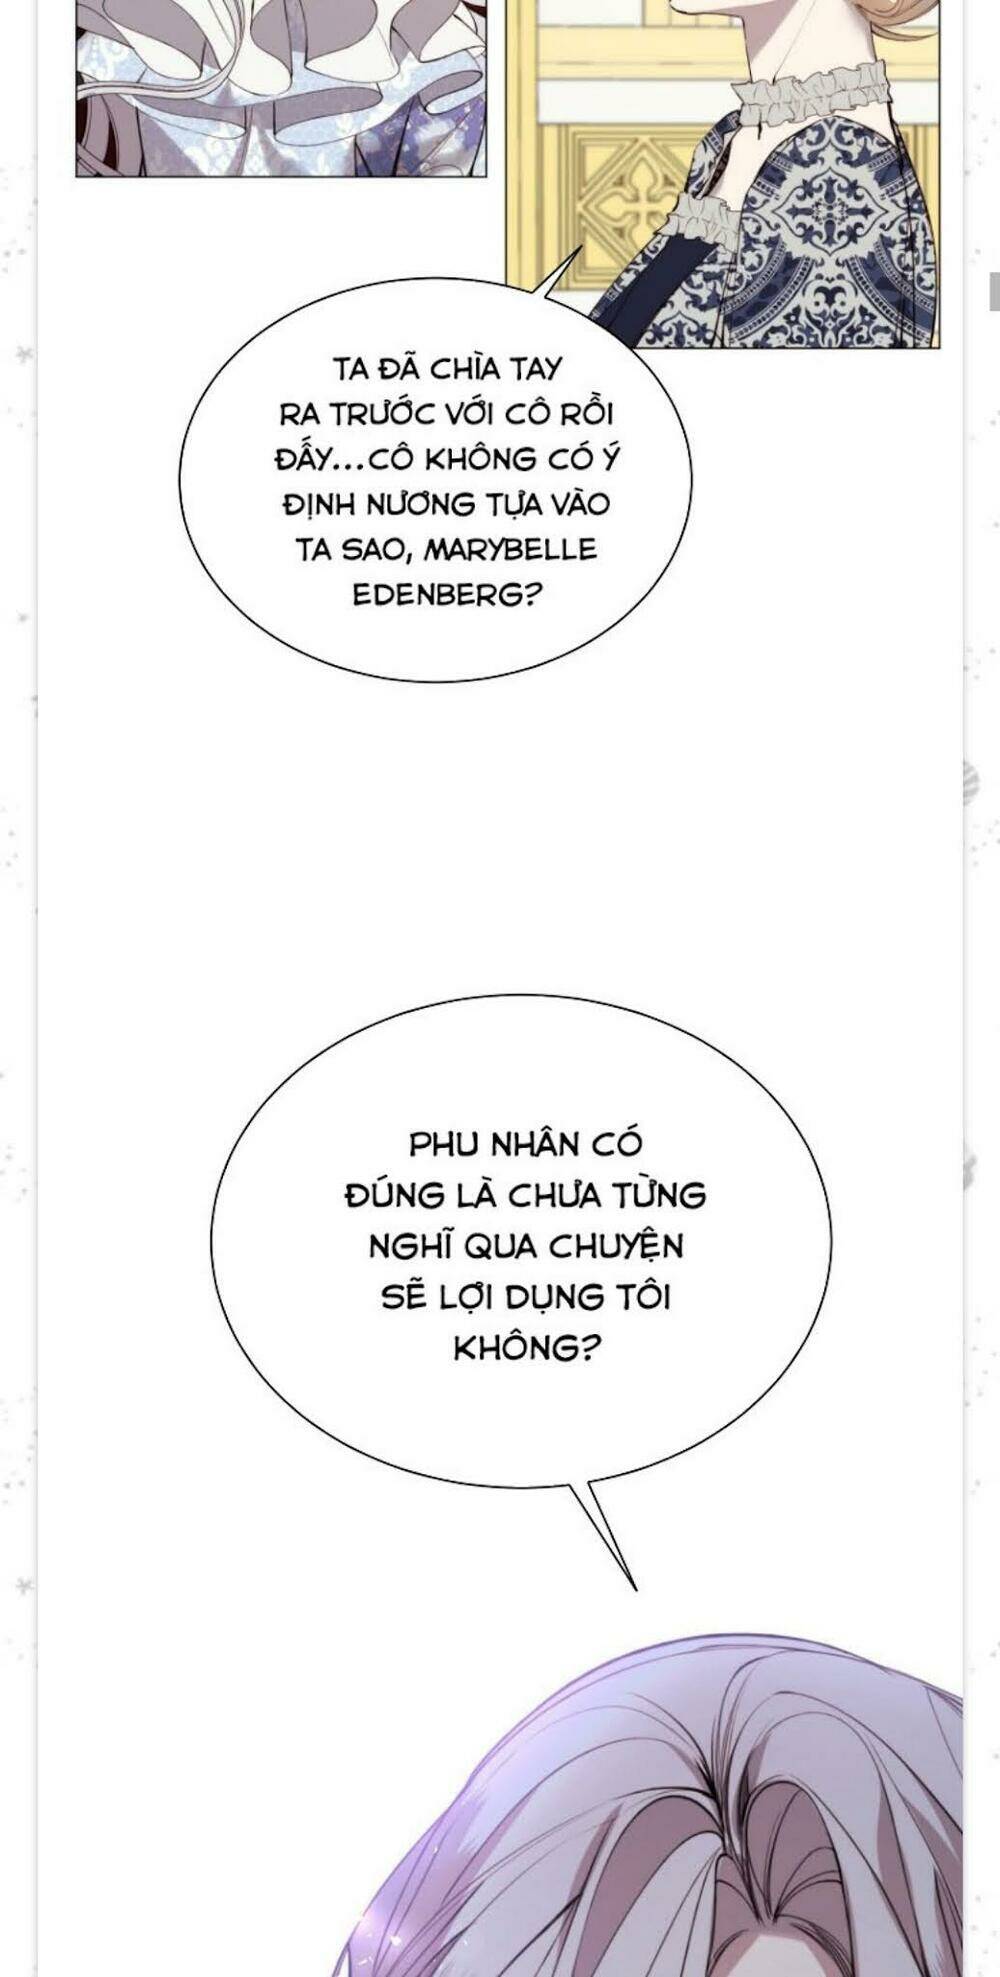 TA ĐÃ CHÌA TAY
RA TRƯỚC VỚI CÔ RỒI
ĐẤY...CÔ KHÔNG CÓ Ý
ĐỊNH NƯƠNG TỰA VÀO
TA SAO, MARYBELLE
EDENBERG?
PHU NHÂN CÓ
ĐÚNG LÀ CHƯA TỪNG
NGHĨ QUA CHUYỆN
SẼ LỢI DỤNG TÔI
KHÔNG?